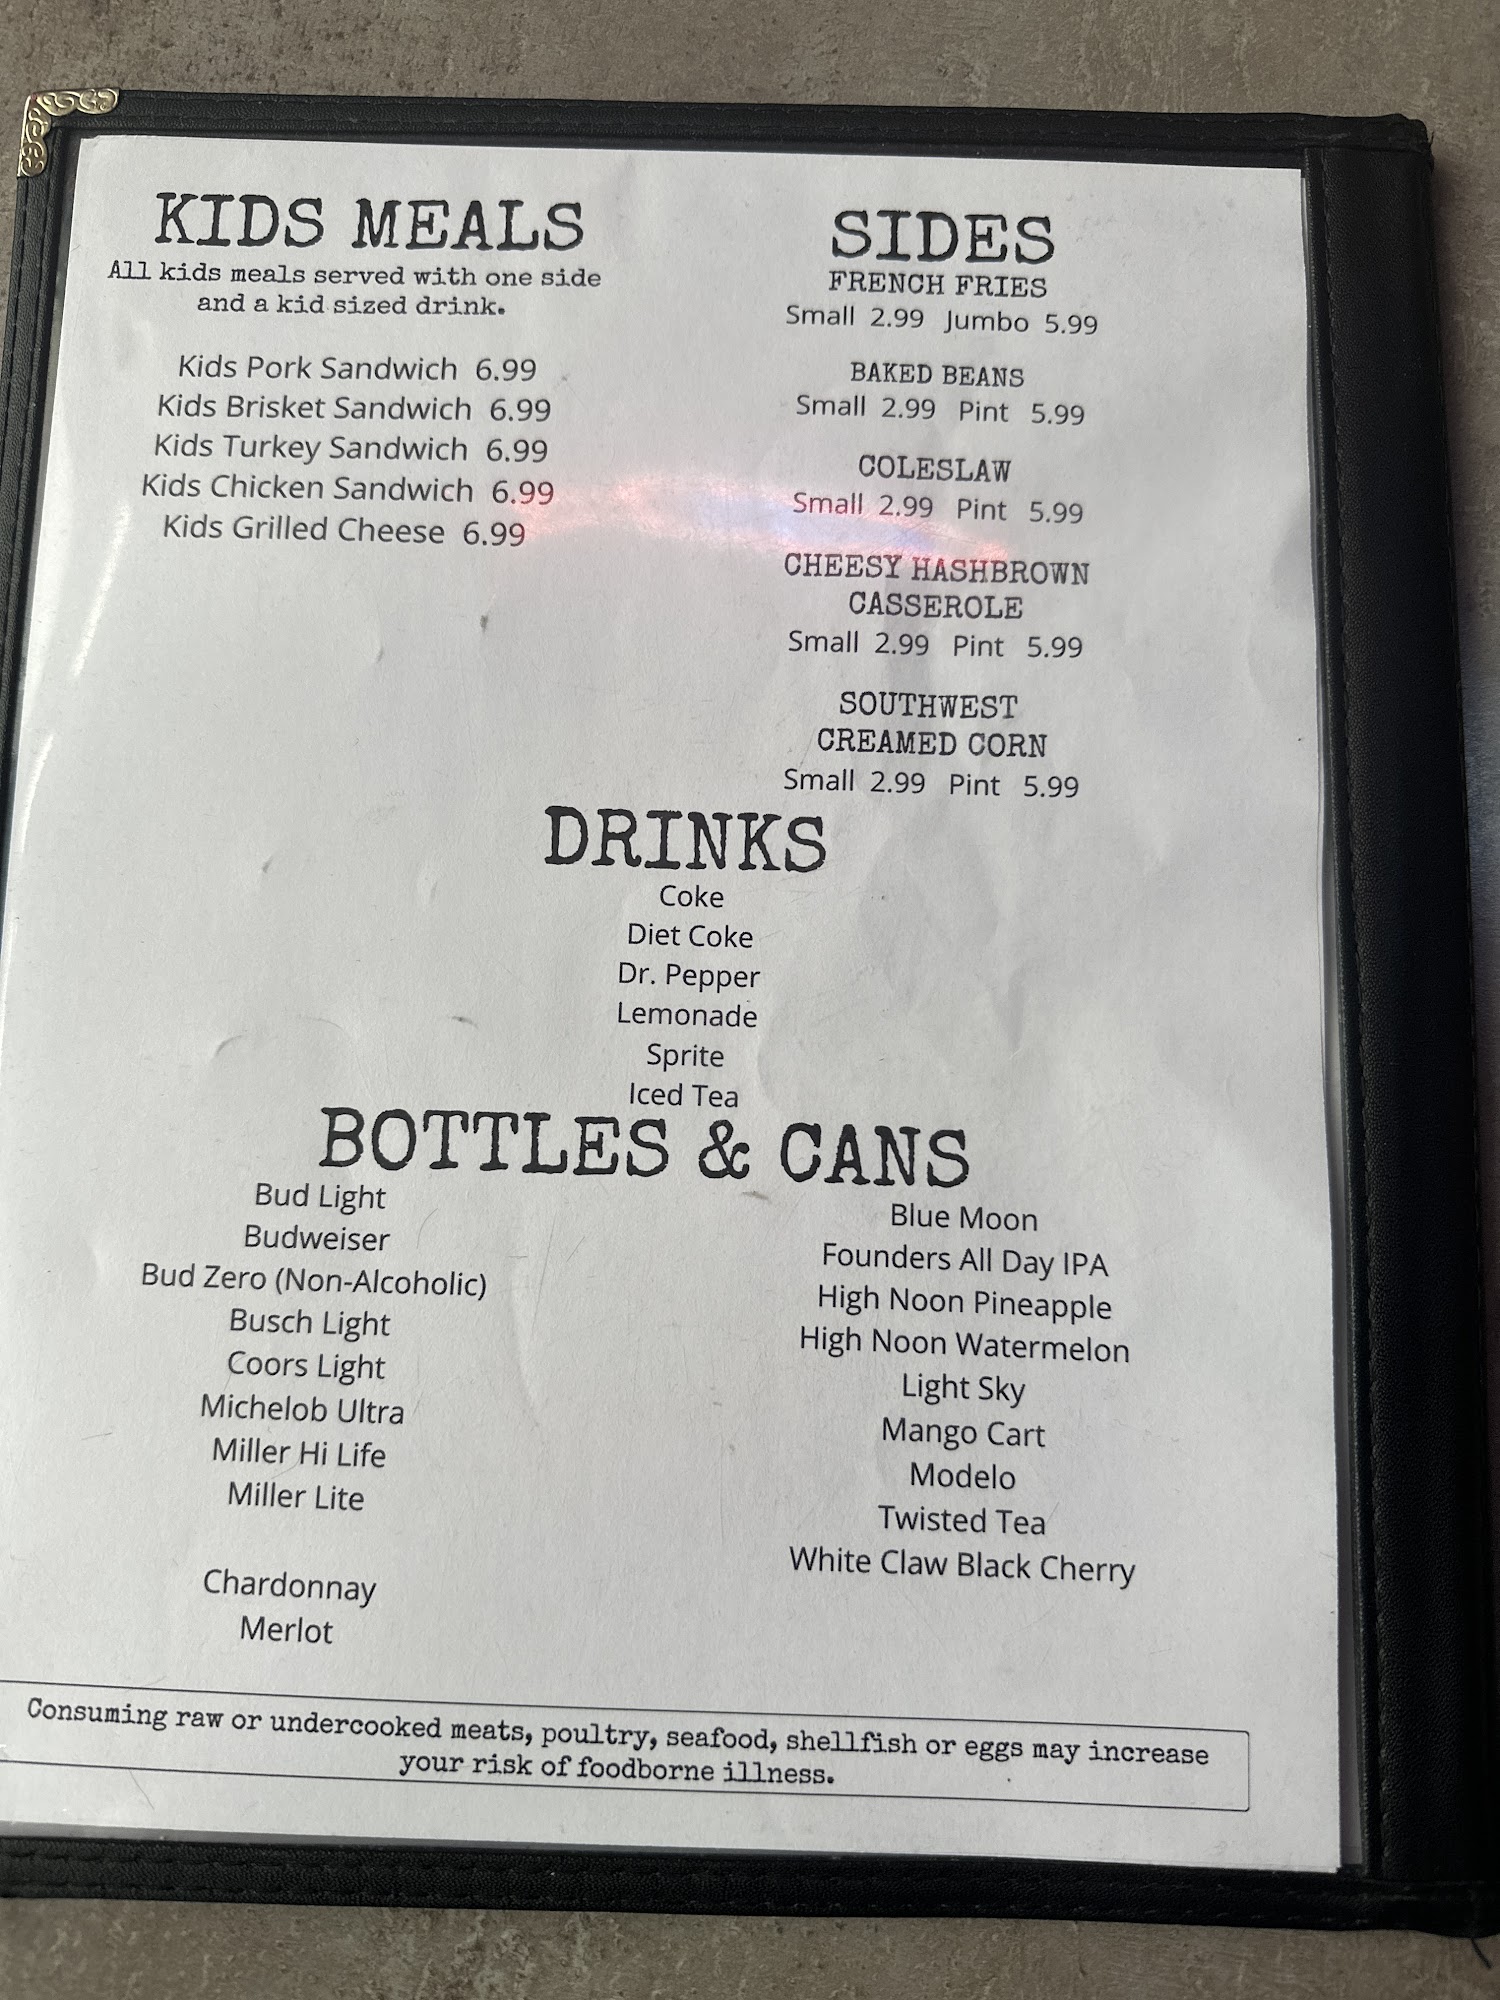 KIDS MEALS
All kids meals served with one side
and a kid sized drink.
Kids Pork Sandwich 6.99
Kids Brisket Sandwich 6.99
Kids Turkey Sandwich 6.99
Kids Chicken Sandwich 6.99
Kids Grilled Cheese 6.99
SIDES
FRENCH FRIES
Small 2.99 Jumbo 5.99
BAKED BEANS
Small 2.99 Pint 5.99
COLESLAW
Small 2.99 Pint 5.99
CHEESY HASHBROWN
CASSEROLE
Small 2.99 Pint 5.99
SOUTHWEST
CREAMED CORN
Small 2.99 Pint 5.99
DRINKS
Coke
Diet Coke
Dr. Pepper
Lemonade
Sprite
Iced Tea
BOTTLES & CANS
Bud Light
Budweiser
Bud Zero (Non-Alcoholic)
Busch Light
Coors Light
Michelob Ultra
Miller Hi Life
Miller Lite
Chardonnay
Merlot
Blue Moon
Founders All Day IPA
High Noon Pineapple
High Noon Watermelon
Light Sky
Mango Cart
Modelo
Twisted Tea
White Claw Black Cherry
Consuming raw or undercooked meats, poultry, seafood, shellfish or eggs may increase
your risk of foodborne illness.